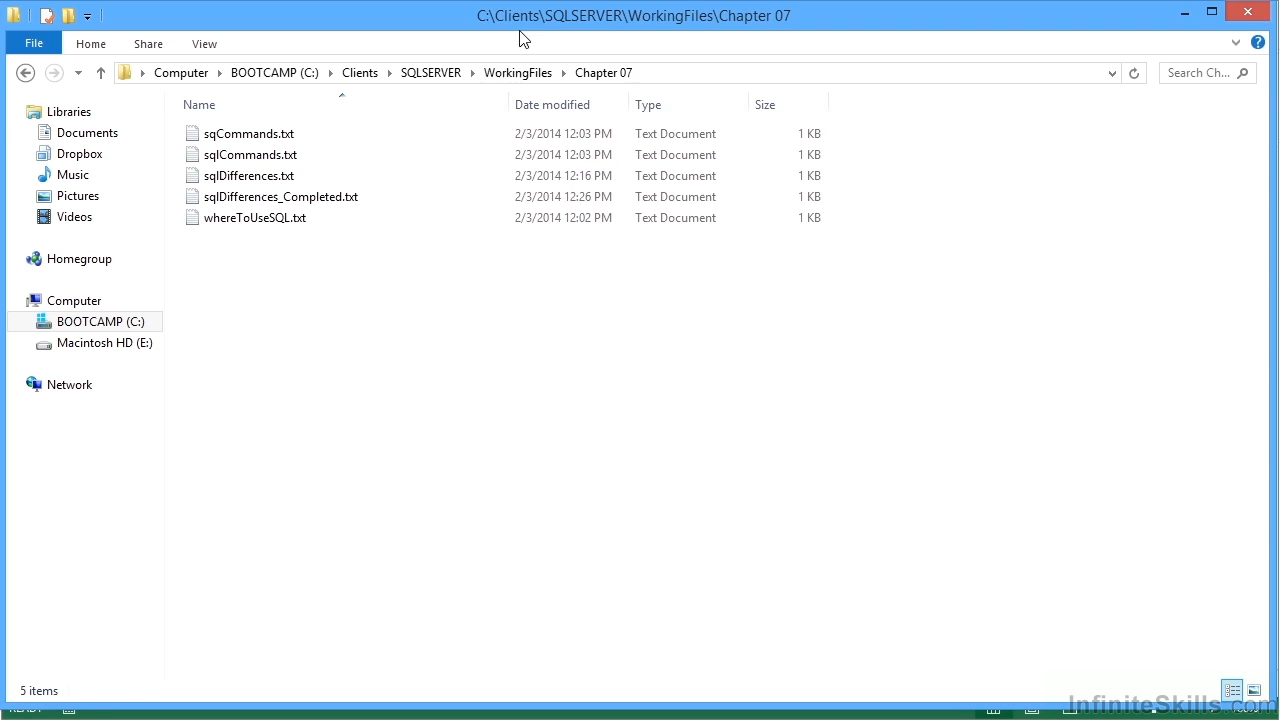 C:\Clients\SQLSERVER\WorkingFiles\Chapter 07
File Home Share View
Computer BOOTCAMP (C:) Clients SQLSERVER WorkingFiles Chapter 07 Search Ch...
Name Date modified Type Size
Libraries
Documents
Dropbox
Music
Pictures
Videos
Homegroup
Computer
BOOTCAMP (C:)
Macintosh HD (E:)
Network
sqCommands.txt 2/3/2014 12:03 PM Text Document 1 KB
sqlCommands.txt 2/3/2014 12:03 PM Text Document 1 KB
sqlDifferences.txt 2/3/2014 12:16 PM Text Document 1 KB
sqlDifferences_Completed.txt 2/3/2014 12:26 PM Text Document 1 KB
whereToUseSQL.txt 2/3/2014 12:02 PM Text Document 1 KB
5 items
InfiniteSkills.com
READY